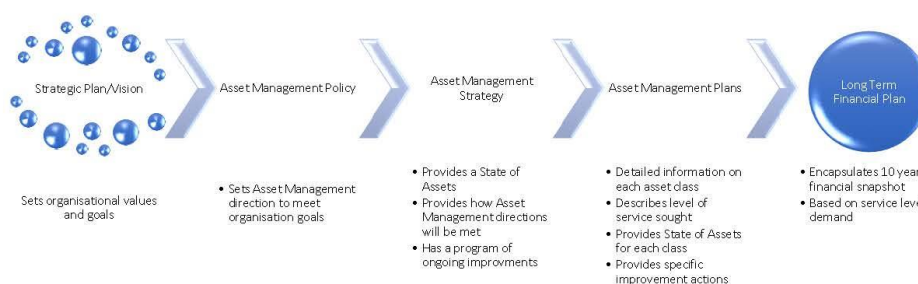 Strategic Plan/Vision
Sets organisational values
and goals
Asset Management Policy
• Sets Asset Management
direction to meet
organisation goals
Asset Management
Strategy
• Provides a State of
Assets
• Provides how Asset
Management directions
will be met
• Has a program of
ongoing improvments
Asset Management Plans
• Detailed information on
each asset class
• Describes level of
service sought
• Provides State of Assets
for each class
• Provides specific
improvement actions
Long Term
Financial Plan
• Encapsulates 10 year
financial snapshot
• Based on service leve
demand